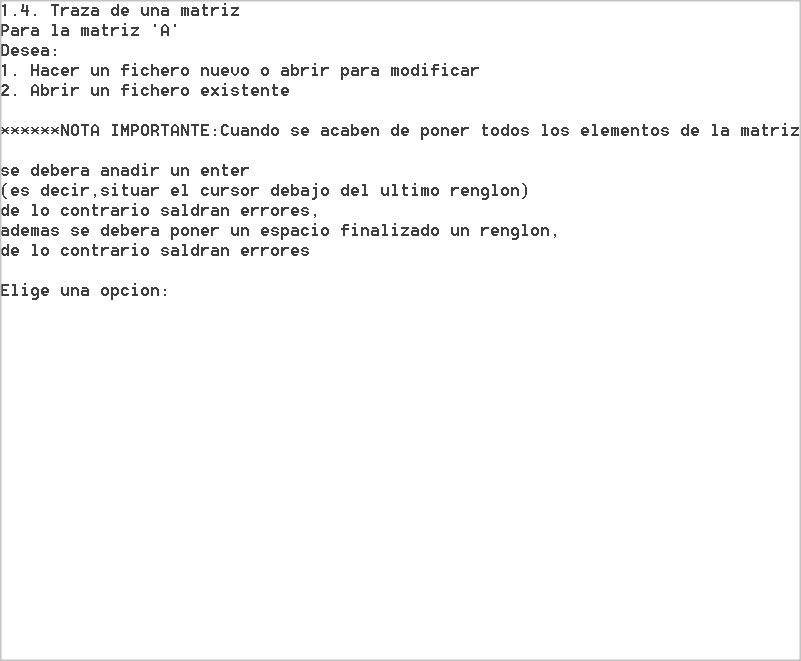 1.4. Traza de una matriz
Para la matriz 'A'
Desea:
1. Hacer un fichero nuevo o abrir para modificar
2. Abrir un fichero existente
******NOTA IMPORTANTE:Cuando se acaben de poner todos los elementos de la matriz
se debera anadir un enter
(es decir,situar el cursor debajo del ultimo renglon)
de lo contrario saldran errores,
ademas se debera poner un espacio finalizado un renglon,
de lo contrario saldran errores
Elige una opcion: